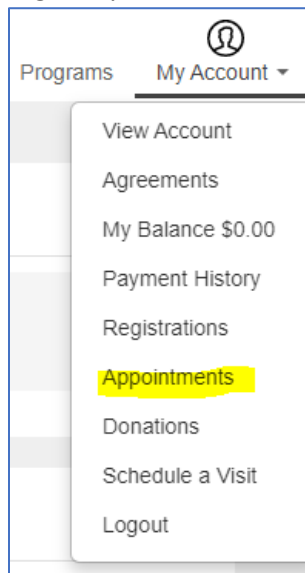 Programs My Account
View Account
Agreements
My Balance $0.00
Payment History
Registrations
Appointments
Donations
Schedule a Visit
Logout